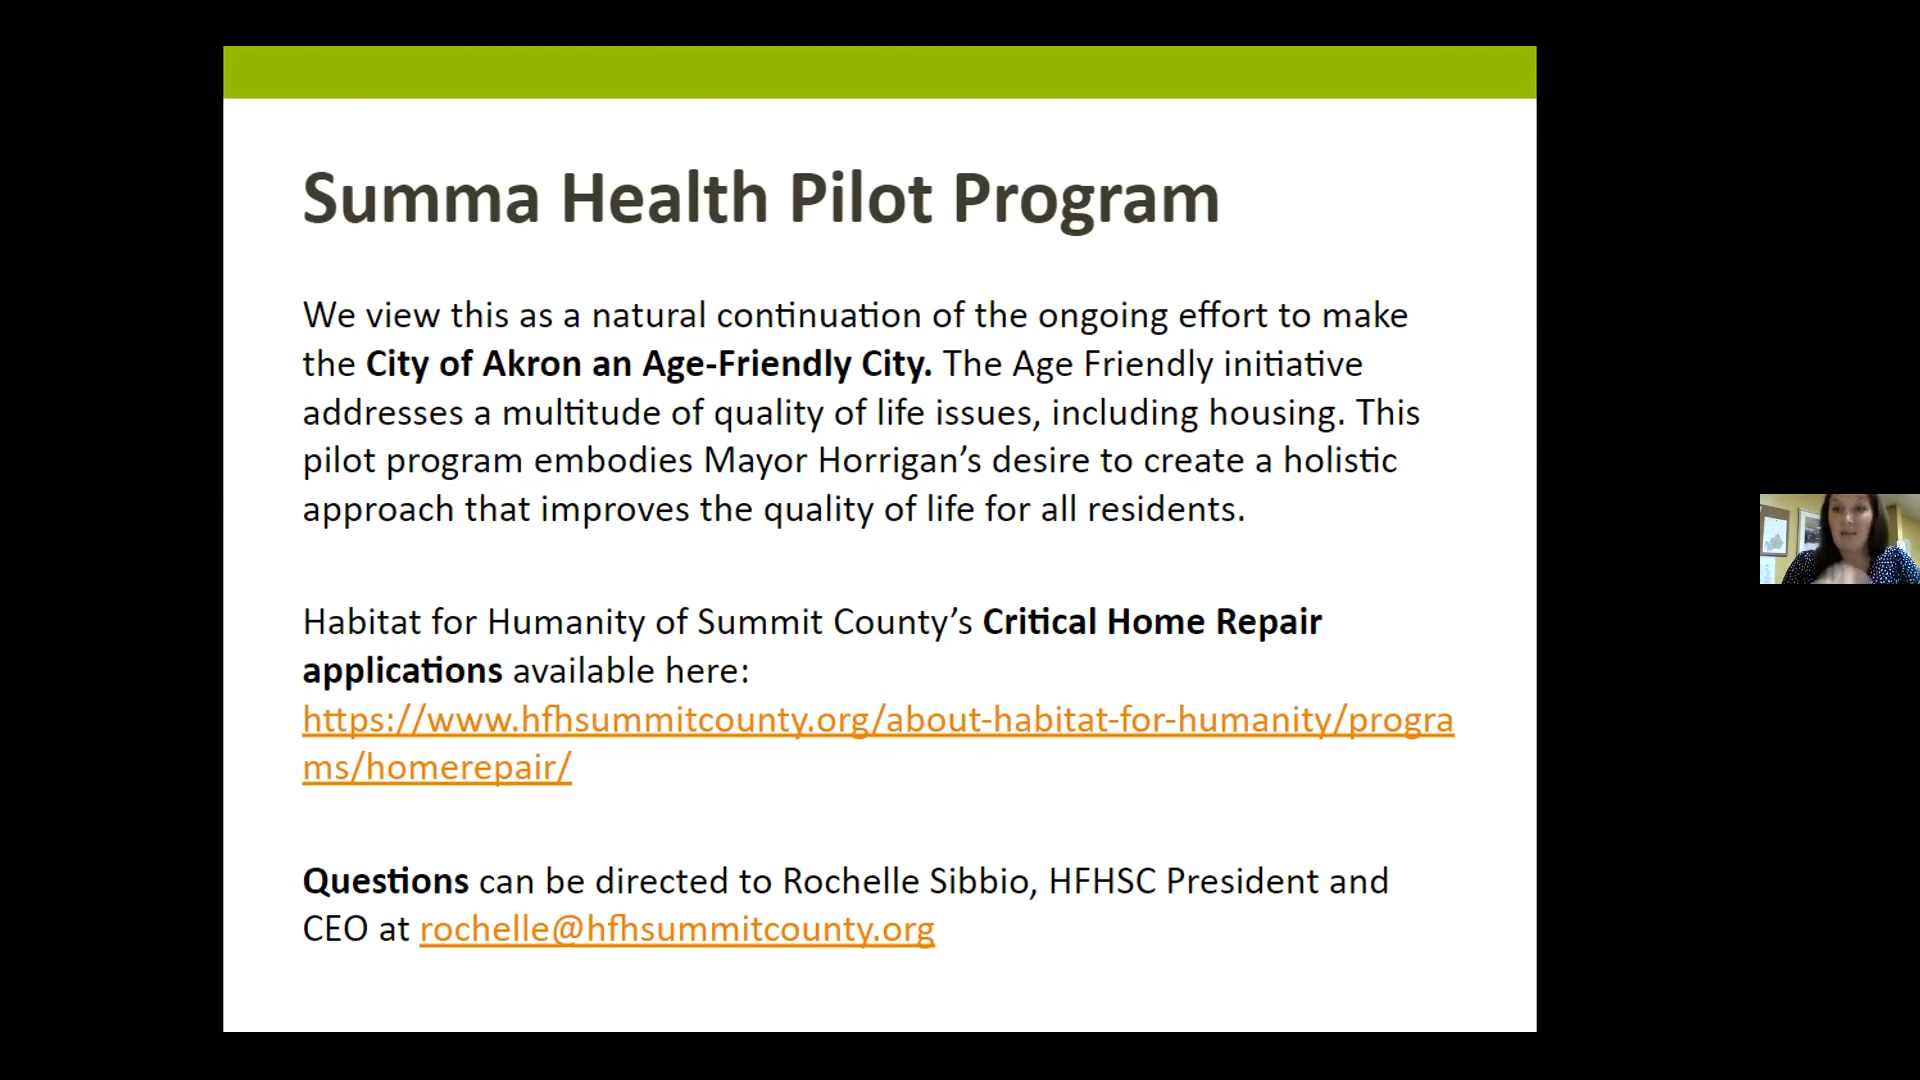 Summa Health Pilot Program
We view this as a natural continuation of the ongoing effort to make
the City of Akron an Age-Friendly City. The Age Friendly initiative
addresses a multitude of quality of life issues, including housing. This
pilot program embodies Mayor Horrigan’s desire to create a holistic
approach that improves the quality of life for all residents.
Habitat for Humanity of Summit County’s Critical Home Repair
applications available here:
https://www.hfhsummitcounty.org/about-habitat-for-humanity/progra
ms/homerepair/
Questions can be directed to Rochelle Sibbio, HFHSC President and
CEO at rochelle@hfhsummitcounty.org